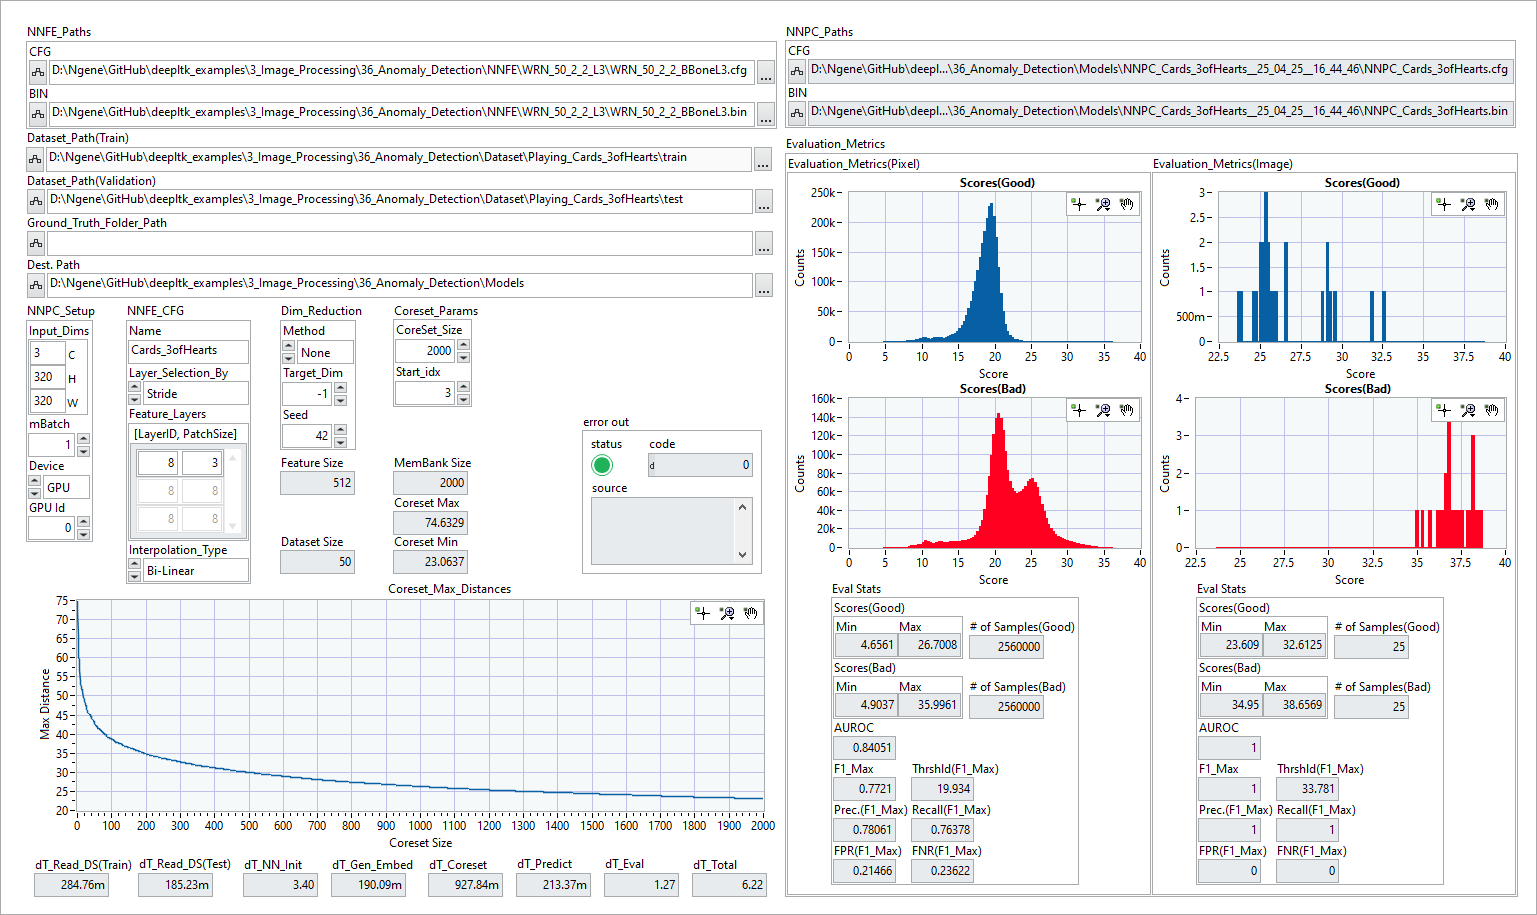 NNFE_Paths
CFG
D:\Ngene\GitHub\deepltk_examples\3_Image_Processing\36_Anomaly_Detection\NNFE\WRN_50_2_2_L3\WRN_50_2_2_BBoneL3.cfg
...
BIN
D:\Ngene\GitHub\deepltk_examples\3_Image_Processing\36_Anomaly_Detection\NNFE\WRN_50_2_2_L3\WRN_50_2_2_BBoneL3.bin
...
Dataset_Path(Train)
D:\Ngene\GitHub\deepltk_examples\3_Image_Processing\36_Anomaly_Detection\Dataset\Playing_Cards_3ofHearts\train
...
Dataset_Path(Validation)
D:\Ngene\GitHub\deepltk_examples\3_Image_Processing\36_Anomaly_Detection\Dataset\Playing_Cards_3ofHearts\test
...
Ground_Truth_Folder_Path
...
Dest. Path
D:\Ngene\GitHub\deepltk_examples\3_Image_Processing\36_Anomaly_Detection\Models
...
NNPC_Setup
Input_Dims
3 C
320 H
320 W
mBatch
1
Device
GPU
GPU Id
0
NNFE_CFG
Name
Cards_3ofHearts
Layer_Selection_By
Stride
Feature_Layers
[LayerID, PatchSize]
8 3
8 8
8 8
Interpolation_Type
Bi-Linear
Dim_Reduction
Method
None
Target_Dim
-1
Seed
42
Feature Size
512
Dataset Size
50
Coreset_Params
CoreSet_Size
2000
Start_idx
3
MemBank Size
2000
Coreset Max
74.6329
Coreset Min
23.0637
error out
status code
d 0
source
Coreset_Max_Distances
Max Distance
75
70
65
60
55
50
45
40
35
30
25
20
0 100 200 300 400 500 600 700 800 900 1000 1100 1200 1300 1400 1500 1600 1700 1800 1900 2000
Coreset Size
dT_Read_DS(Train) dT_Read_DS(Test) dT_NN_Init dT_Gen_Embed dT_Coreset dT_Predict dT_Eval dT_Total
284.76m 185.23m 3.40 190.09m 927.84m 213.37m 1.27 6.22
NNPC_Paths
CFG
D:\Ngene\GitHub\deepl...\36_Anomaly_Detection\Models\NNPC_Cards_3ofHearts__25_04_25__16_44_46\NNPC_Cards_3ofHearts.cfg
BIN
D:\Ngene\GitHub\deepl...\36_Anomaly_Detection\Models\NNPC_Cards_3ofHearts__25_04_25__16_44_46\NNPC_Cards_3ofHearts.bin
Evaluation_Metrics
Evaluation_Metrics(Pixel)
Scores(Good)
Counts
250k
200k
150k
100k
50k
0
0 5 10 15 20 25 30 35 40
Score
Scores(Bad)
Counts
160k
140k
120k
100k
80k
60k
40k
20k
0
0 5 10 15 20 25 30 35 40
Score
Eval Stats
Scores(Good)
Min Max # of Samples(Good)
4.6561 26.7008 2560000
Scores(Bad)
Min Max # of Samples(Bad)
4.9037 35.9961 2560000
AUROC
0.84051
F1_Max Thrshld(F1_Max)
0.7721 19.934
Prec.(F1_Max) Recall(F1_Max)
0.78061 0.76378
FPR(F1_Max) FNR(F1_Max)
0.21466 0.23622
Evaluation_Metrics(Image)
Scores(Good)
Counts
3
2.5
2
1.5
1
500m
0
22.5 25 27.5 30 32.5 35 37.5 40
Score
Scores(Bad)
Counts
4
3
2
1
0
22.5 25 27.5 30 32.5 35 37.5 40
Score
Eval Stats
Scores(Good)
Min Max # of Samples(Good)
23.609 32.6125 25
Scores(Bad)
Min Max # of Samples(Bad)
34.95 38.6569 25
AUROC
1
F1_Max Thrshld(F1_Max)
1 33.781
Prec.(F1_Max) Recall(F1_Max)
1 1
FPR(F1_Max) FNR(F1_Max)
0 0